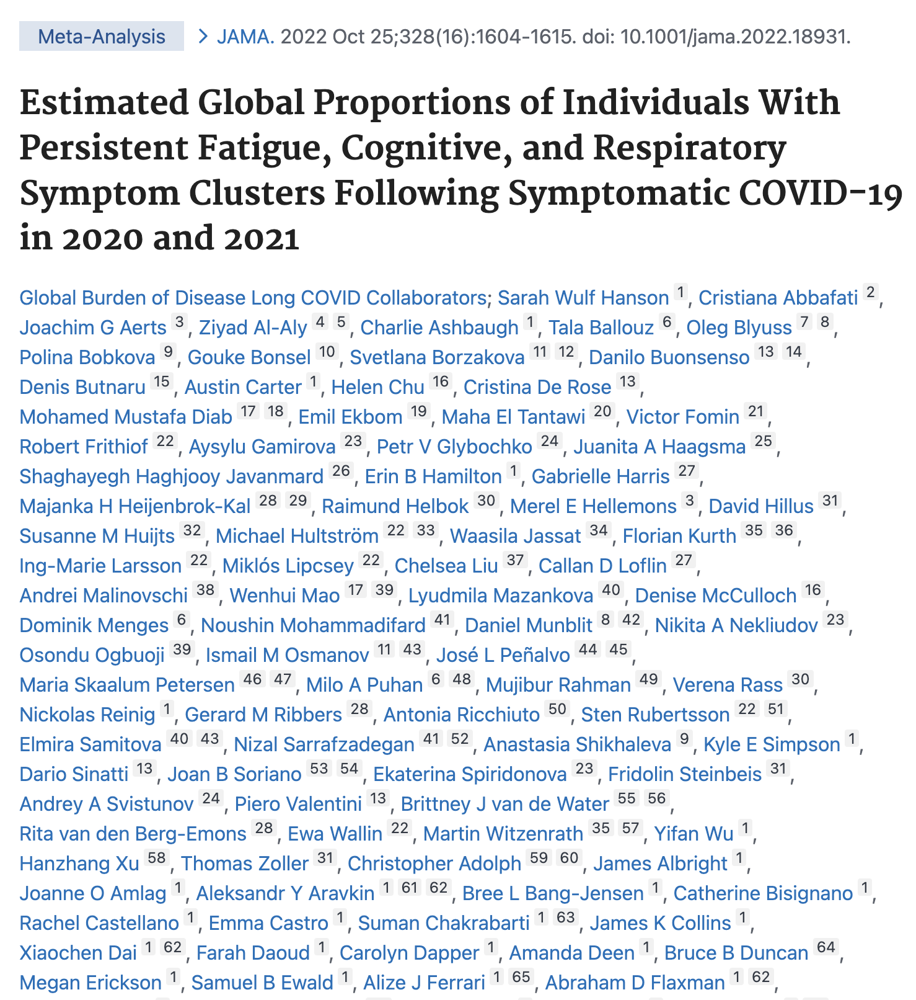 Meta-Analysis > JAMA. 2022 Oct 25;328(16):1604-1615. doi: 10.1001/jama.2022.18931.
Estimated Global Proportions of Individuals With
Persistent Fatigue, Cognitive, and Respiratory
Symptom Clusters Following Symptomatic COVID-19
in 2020 and 2021
Global Burden of Disease Long COVID Collaborators; Sarah Wulf Hanson 1, Cristiana Abbafati 2,
Joachim G Aerts 3, Ziyad Al-Aly 4 5, Charlie Ashbaugh 1, Tala Ballouz 6, Oleg Blyuss 7 8,
Polina Bobkova 9, Gouke Bonsel 10, Svetlana Borzakova 11 12, Danilo Buonsenso 13 14,
Denis Butnaru 15, Austin Carter 1, Helen Chu 16, Cristina De Rose 13,
Mohamed Mustafa Diab 17 18, Emil Ekbom 19, Maha El Tantawi 20, Victor Fomin 21,
Robert Frithiof 22, Aysylu Gamirova 23, Petr V Glybochko 24, Juanita A Haagsma 25,
Shaghayegh Haghjooy Javanmard 26, Erin B Hamilton 1, Gabrielle Harris 27,
Majanka H Heijenbrok-Kal 28 29, Raimund Helbok 30, Merel E Hellemons 3, David Hillus 31,
Susanne M Huijts 32, Michael Hultström 22 33, Waasila Jassat 34, Florian Kurth 35 36,
Ing-Marie Larsson 22, Miklós Lipcsey 22, Chelsea Liu 37, Callan D Loflin 27,
Andrei Malinovschi 38, Wenhui Mao 17 39, Lyudmila Mazankova 40, Denise McCulloch 16,
Dominik Menges 6, Noushin Mohammadifard 41, Daniel Munblit 8 42, Nikita A Nekliudov 23,
Osondu Ogbuoji 39, Ismail M Osmanov 11 43, José L Peñalvo 44 45,
Maria Skaalum Petersen 46 47, Milo A Puhan 6 48, Mujibur Rahman 49, Verena Rass 30,
Nickolas Reinig 1, Gerard M Ribbers 28, Antonia Ricchiuto 50, Sten Rubertsson 22 51,
Elmira Samitova 40 43, Nizal Sarrafzadegan 41 52, Anastasia Shikhaleva 9, Kyle E Simpson 1,
Dario Sinatti 13, Joan B Soriano 53 54, Ekaterina Spiridonova 23, Fridolin Steinbeis 31,
Andrey A Svistunov 24, Piero Valentini 13, Brittney J van de Water 55 56,
Rita van den Berg-Emons 28, Ewa Wallin 22, Martin Witzenrath 35 57, Yifan Wu 1,
Hanzhang Xu 58, Thomas Zoller 31, Christopher Adolph 59 60, James Albright 1,
Joanne O Amlag 1, Aleksandr Y Aravkin 1 61 62, Bree L Bang-Jensen 1, Catherine Bisignano 1,
Rachel Castellano 1, Emma Castro 1, Suman Chakrabarti 1 63, James K Collins 1,
Xiaochen Dai 1 62, Farah Daoud 1, Carolyn Dapper 1, Amanda Deen 1, Bruce B Duncan 64,
Megan Erickson 1, Samuel B Ewald 1, Alize J Ferrari 1 65, Abraham D Flaxman 1 62,